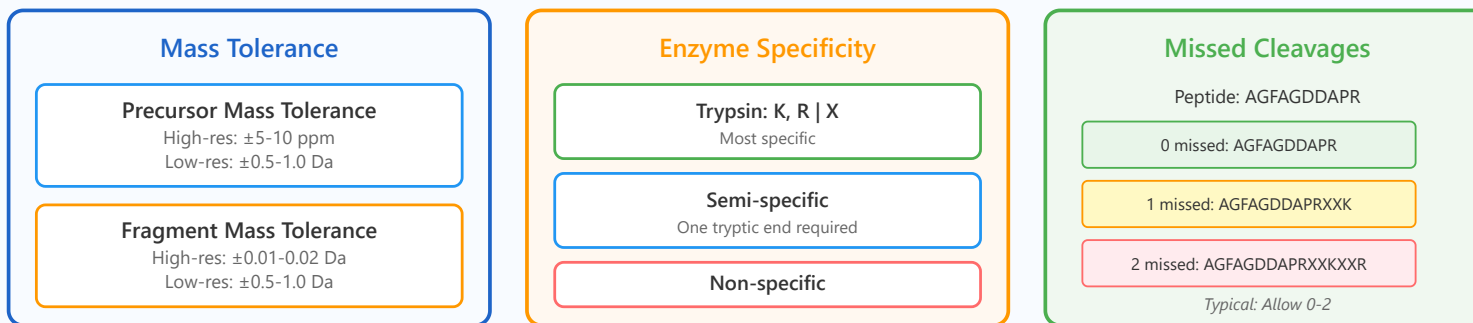 Mass Tolerance
Precursor Mass Tolerance
High-res: ±5-10 ppm
Low-res: ±0.5-1.0 Da
Fragment Mass Tolerance
High-res: ±0.01-0.02 Da
Low-res: ±0.5-1.0 Da
Enzyme Specificity
Trypsin: K, R | X
Most specific
Semi-specific
One tryptic end required
Non-specific
Missed Cleavages
Peptide: AGFAGDDAPR
0 missed: AGFAGDDAPR
1 missed: AGFAGDDAPRXXK
2 missed: AGFAGDDAPRXXKXXR
Typical: Allow 0-2